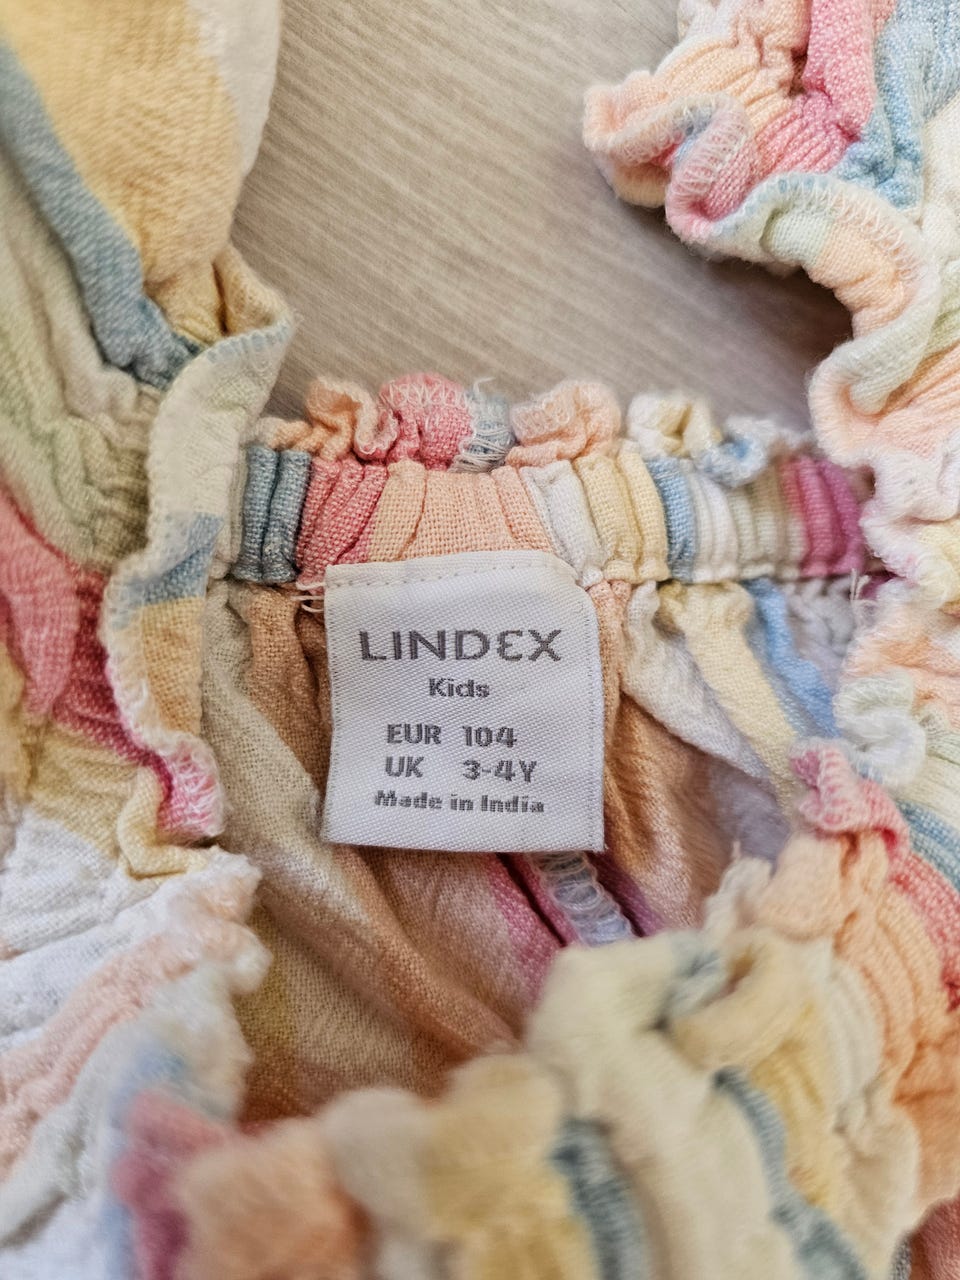 LINDEX
Kids
EUR 104
UK 3-4Y
Made in India